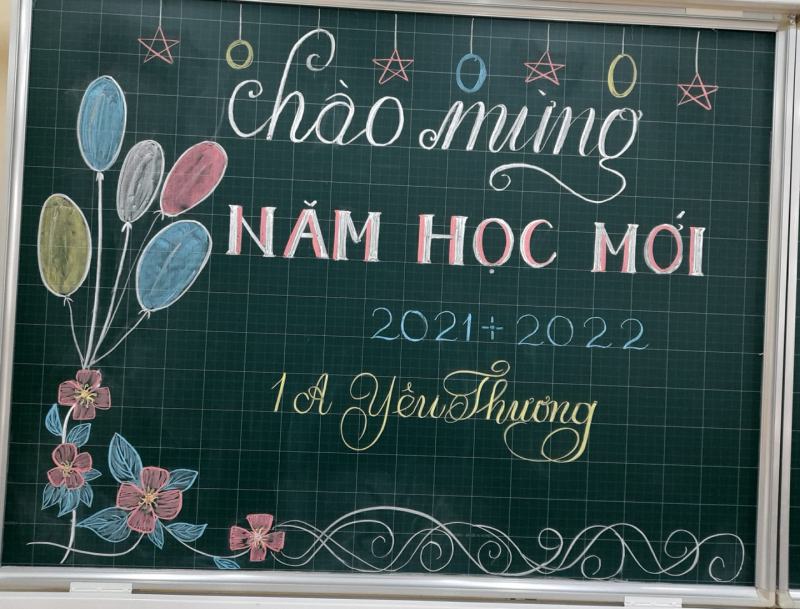 chào mừng
NĂM HỌC MỚI
2021÷2022
1A Yêu Thương